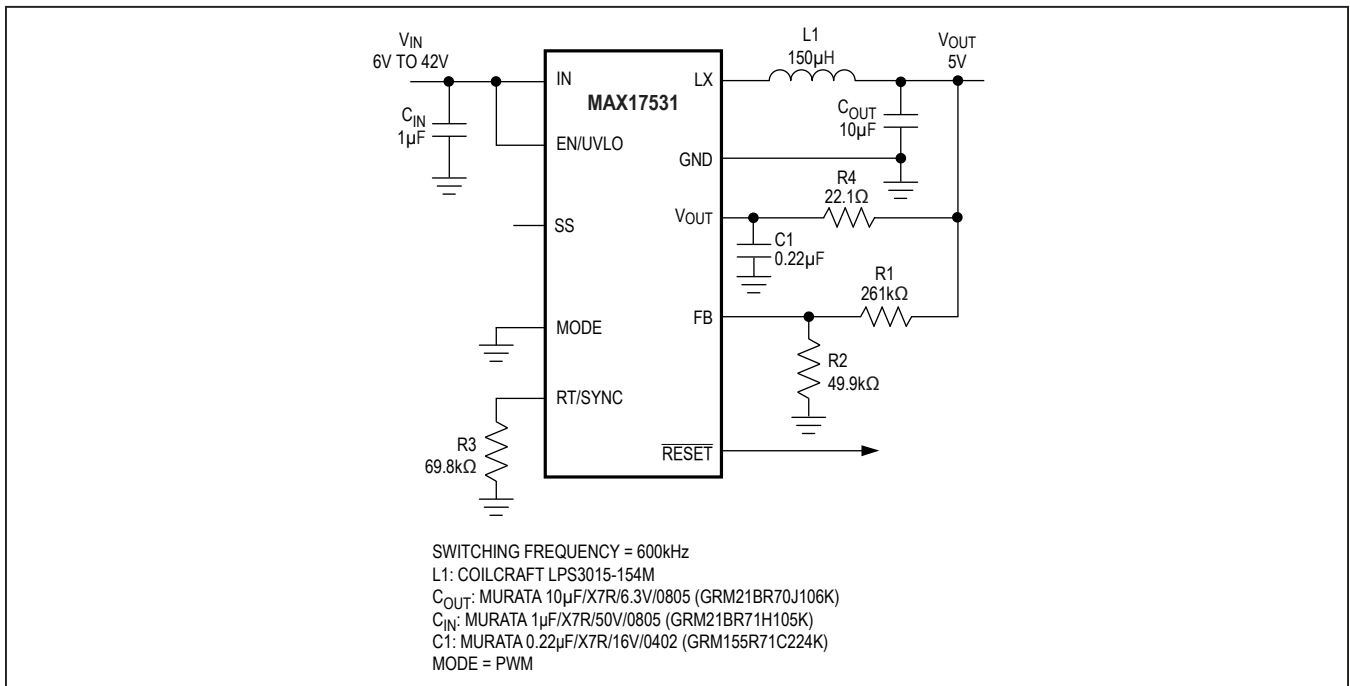 VIN
6V TO 42V
CIN
1µF
IN
EN/UVLO
SS
MODE
RT/SYNC
R3
69.8kΩ
MAX17531
LX
GND
VOUT
FB
RESET
L1
150µH
VOUT
5V
COUT
10µF
R4
22.1Ω
C1
0.22µF
R1
261kΩ
R2
49.9kΩ
SWITCHING FREQUENCY = 600kHz
L1: COILCRAFT LPS3015-154M
COUT: MURATA 10µF/X7R/6.3V/0805 (GRM21BR70J106K)
CIN: MURATA 1µF/X7R/50V/0805 (GRM21BR71H105K)
C1: MURATA 0.22µF/X7R/16V/0402 (GRM155R71C224K)
MODE = PWM